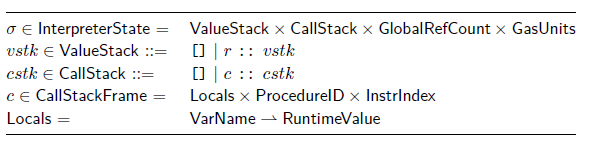 σ ∈ InterpreterState = ValueStack × CallStack × GlobalRefCount × GasUnits
vstk ∈ ValueStack ::= [] | r :: vstk
cstk ∈ CallStack ::= [] | c :: cstk
c ∈ CallStackFrame = Locals × ProcedureID × InstrIndex
Locals = VarName ⇀ RuntimeValue